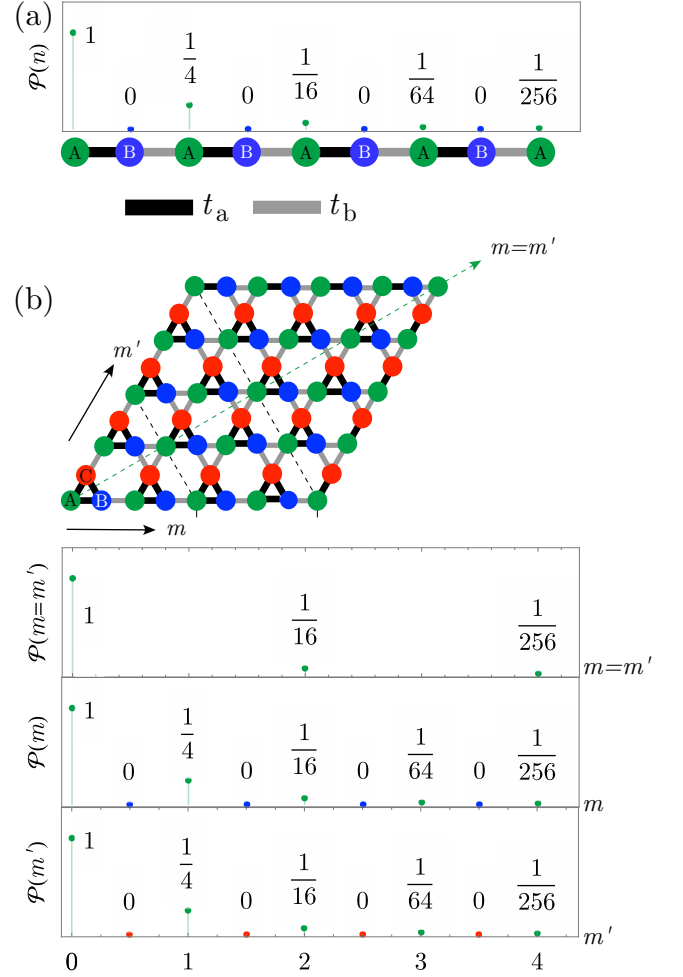 (a)
P(n)
1
0
1/4
0
1/16
0
1/64
0
1/256
A B A B A B A B A
t_a t_b
(b)
m=m'
m'
C
A B
m
P(m=m')
1
1/16
1/256
m=m'
P(m)
1
0
1/4
0
1/16
0
1/64
0
1/256
m
P(m')
1
0
1/4
0
1/16
0
1/64
0
1/256
m'
0 1 2 3 4